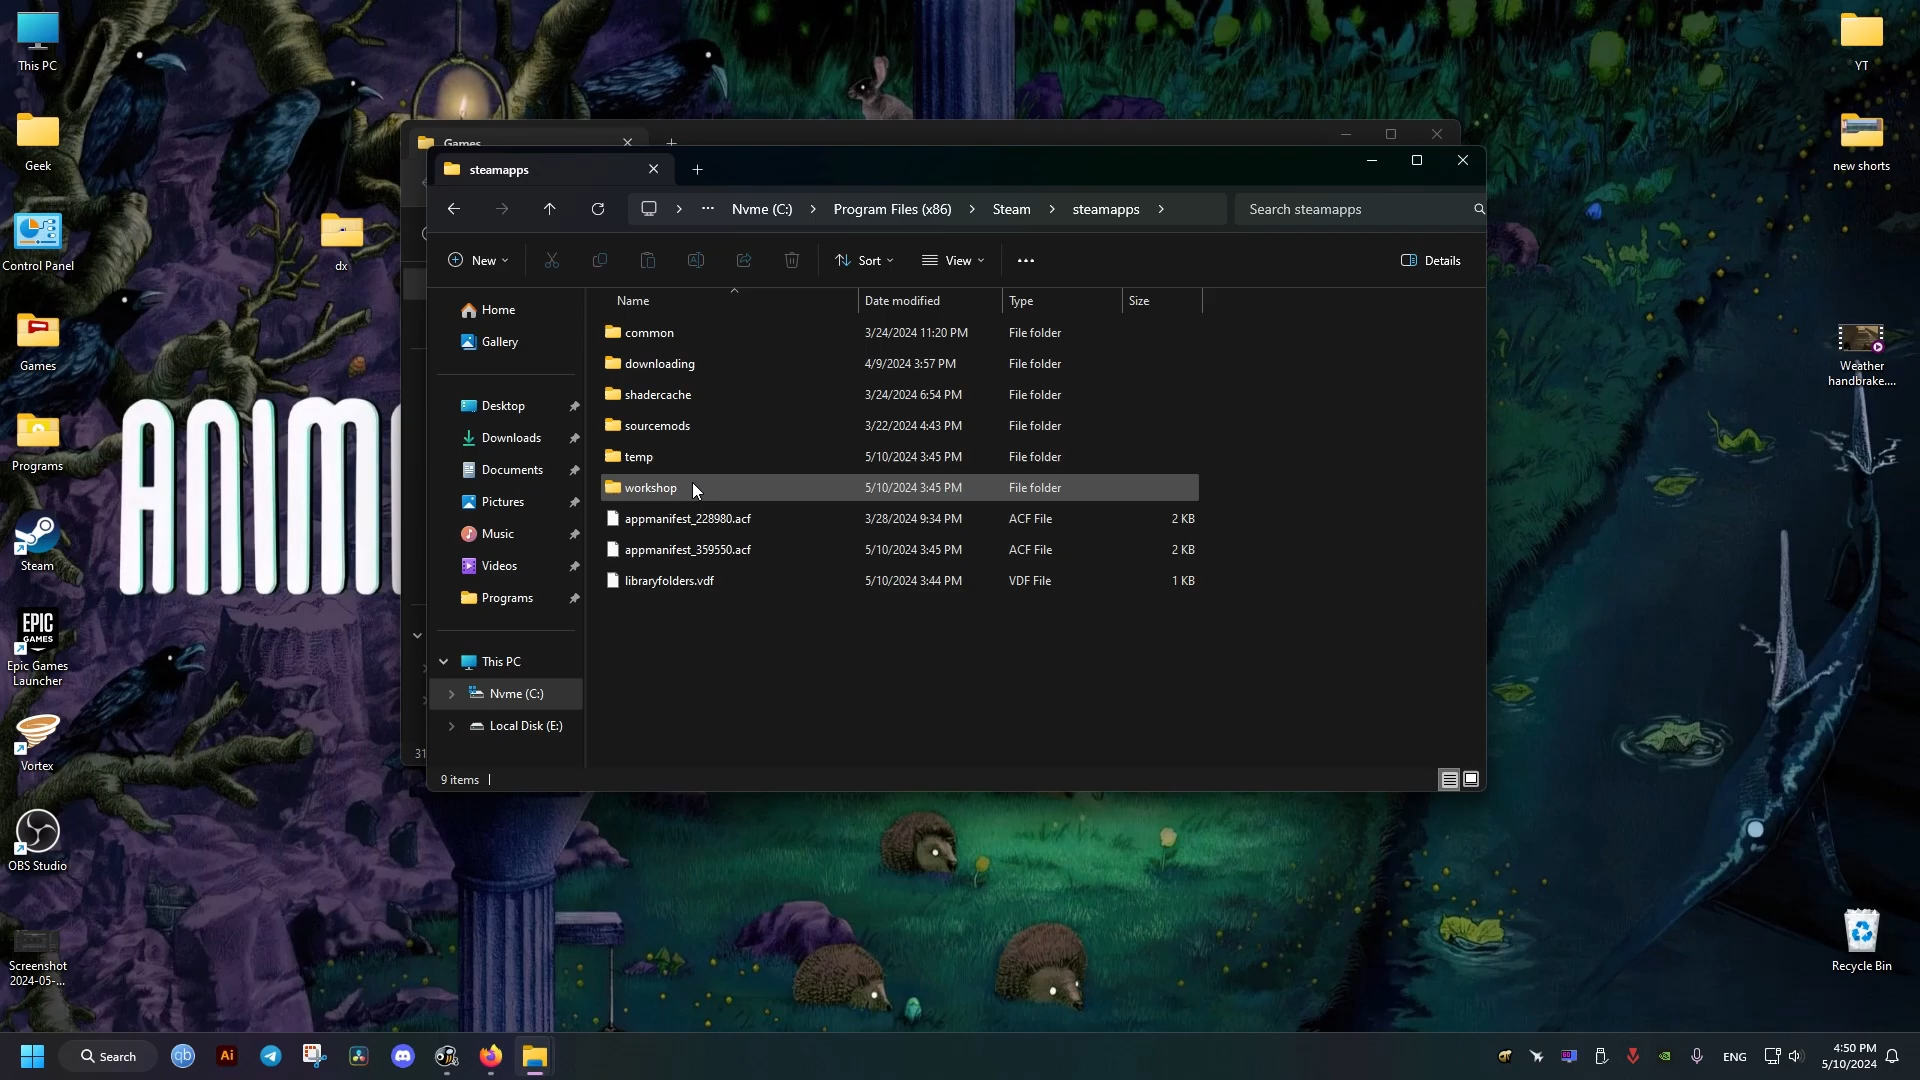 This PC
Geek
Control Panel
Games
Programs
Steam
EPIC
GAMES
Epic Games
Launcher
Vortex
OBS Studio
Screenshot
2024-05-...
dx
ANIM
Games
steamapps
Nvme (C:)
Program Files (x86)
Steam
steamapps
Search steamapps
New
Sort
View
Details
Home
Gallery
Desktop
Downloads
Documents
Pictures
Music
Videos
Programs
This PC
Nvme (C:)
Local Disk (E:)
Name Date modified Type Size
common 3/24/2024 11:20 PM File folder
downloading 4/9/2024 3:57 PM File folder
shadercache 3/24/2024 6:54 PM File folder
sourcemods 3/22/2024 4:43 PM File folder
temp 5/10/2024 3:45 PM File folder
workshop 5/10/2024 3:45 PM File folder
appmanifest_228980.acf 3/28/2024 9:34 PM ACF File 2 KB
appmanifest_359550.acf 5/10/2024 3:45 PM ACF File 2 KB
libraryfolders.vdf 5/10/2024 3:44 PM VDF File 1 KB
31
9 items
YT
new shorts
Weather
handbrake....
Recycle Bin
Search
qb
Ai
ENG
4:50 PM
5/10/2024